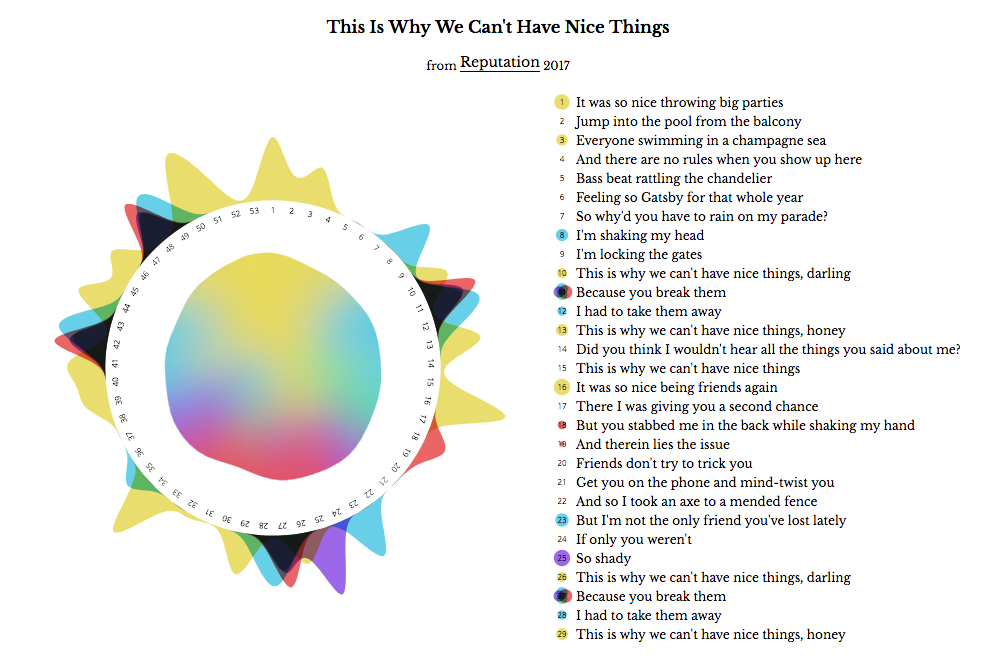 This Is Why We Can't Have Nice Things
from Reputation 2017
1 It was so nice throwing big parties
2 Jump into the pool from the balcony
3 Everyone swimming in a champagne sea
4 And there are no rules when you show up here
5 Bass beat rattling the chandelier
6 Feeling so Gatsby for that whole year
7 So why'd you have to rain on my parade?
8 I'm shaking my head
9 I'm locking the gates
10 This is why we can't have nice things, darling
Because you break them
12 I had to take them away
13 This is why we can't have nice things, honey
14 Did you think I wouldn't hear all the things you said about me?
15 This is why we can't have nice things
16 It was so nice being friends again
17 There I was giving you a second chance
18 But you stabbed me in the back while shaking my hand
19 And therein lies the issue
20 Friends don't try to trick you
21 Get you on the phone and mind-twist you
22 And so I took an axe to a mended fence
23 But I'm not the only friend you've lost lately
24 If only you weren't
25 So shady
26 This is why we can't have nice things, darling
Because you break them
28 I had to take them away
29 This is why we can't have nice things, honey
1
2
3
4
5
6
7
8
9
10
11
12
13
14
15
16
17
18
19
20
21
22
23
24
25
26
27
28
29
30
31
32
33
34
35
36
37
38
39
40
41
42
43
44
45
46
47
48
49
50
51
52
53